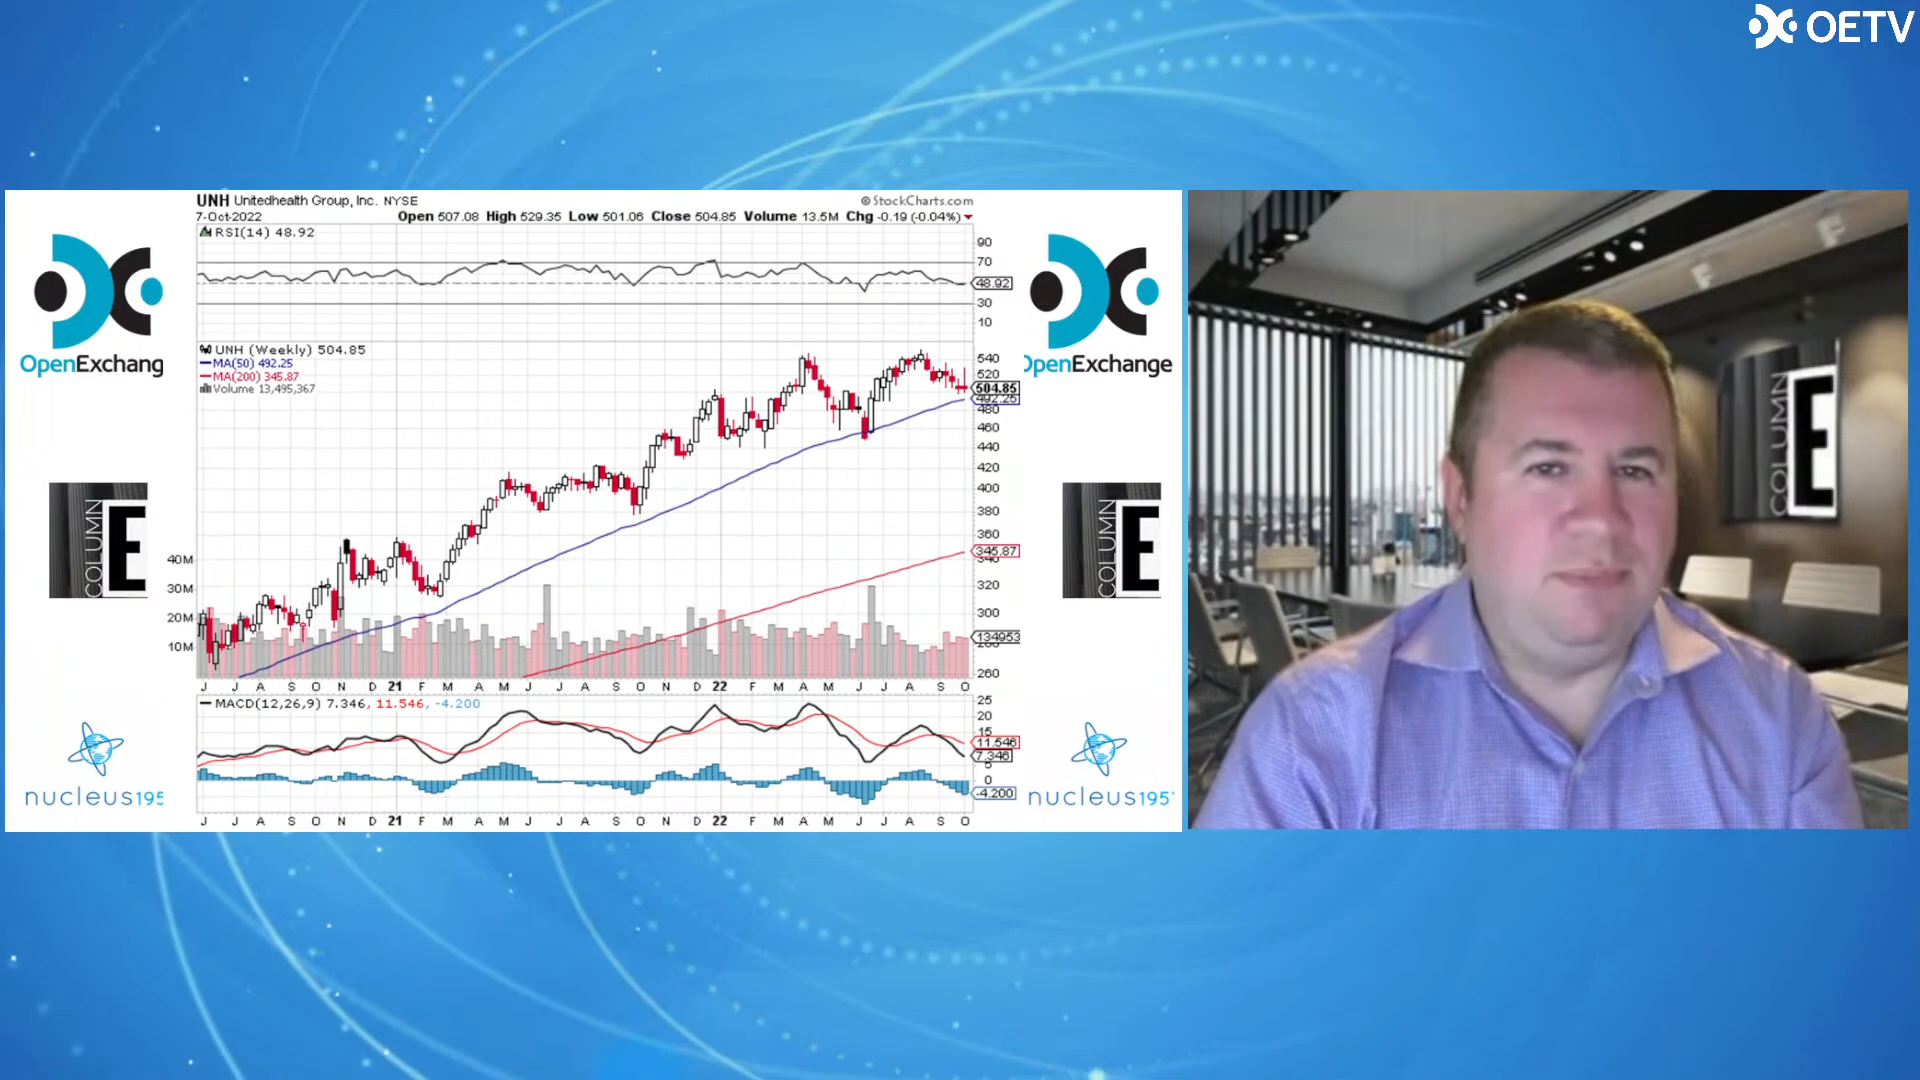 OETV
UNH Unitedhealth Group, Inc. NYSE
© StockCharts.com
7-Oct-2022
Open 507.08 High 529.35 Low 501.06 Close 504.85 Volume 13.5M Chg -0.19 (-0.04%)
RSI(14) 48.92
90
70
48.92
30
10
OpenExchang
penExchange
UNH (Weekly) 504.85
MA(50) 492.25
MA(200) 345.87
Volume 13,495,367
540
520
504.85
492.25
480
460
440
420
400
380
360
345.87
320
300
134953
260
40M
30M
20M
10M
COLUMN E
COLUMN E
COLUMN E
J J A S O N D 21 F M A M J J A S O N D 22 F M A M J J A S O
MACD(12,26,9) 7.346, 11.546, -4.200
25
20
15
11.546
7.346
0
-4.200
J J A S O N D 21 F M A M J J A S O N D 22 F M A M J J A S O
nucleus195
nucleus195